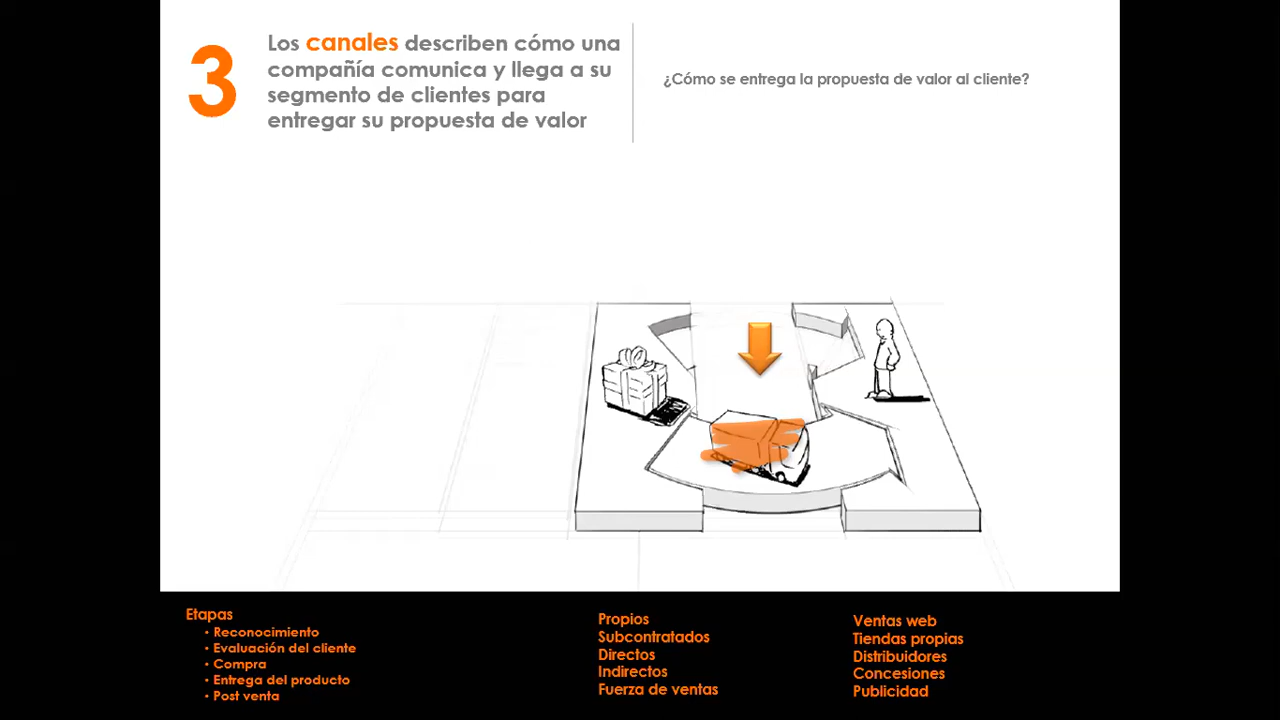 3
Los canales describen cómo una
compañía comunica y llega a su
segmento de clientes para
entregar su propuesta de valor
¿Cómo se entrega la propuesta de valor al cliente?
Etapas
• Reconocimiento
• Evaluación del cliente
• Compra
• Entrega del producto
• Post venta
Propios
Subcontratados
Directos
Indirectos
Fuerza de ventas
Ventas web
Tiendas propias
Distribuidores
Concesiones
Publicidad